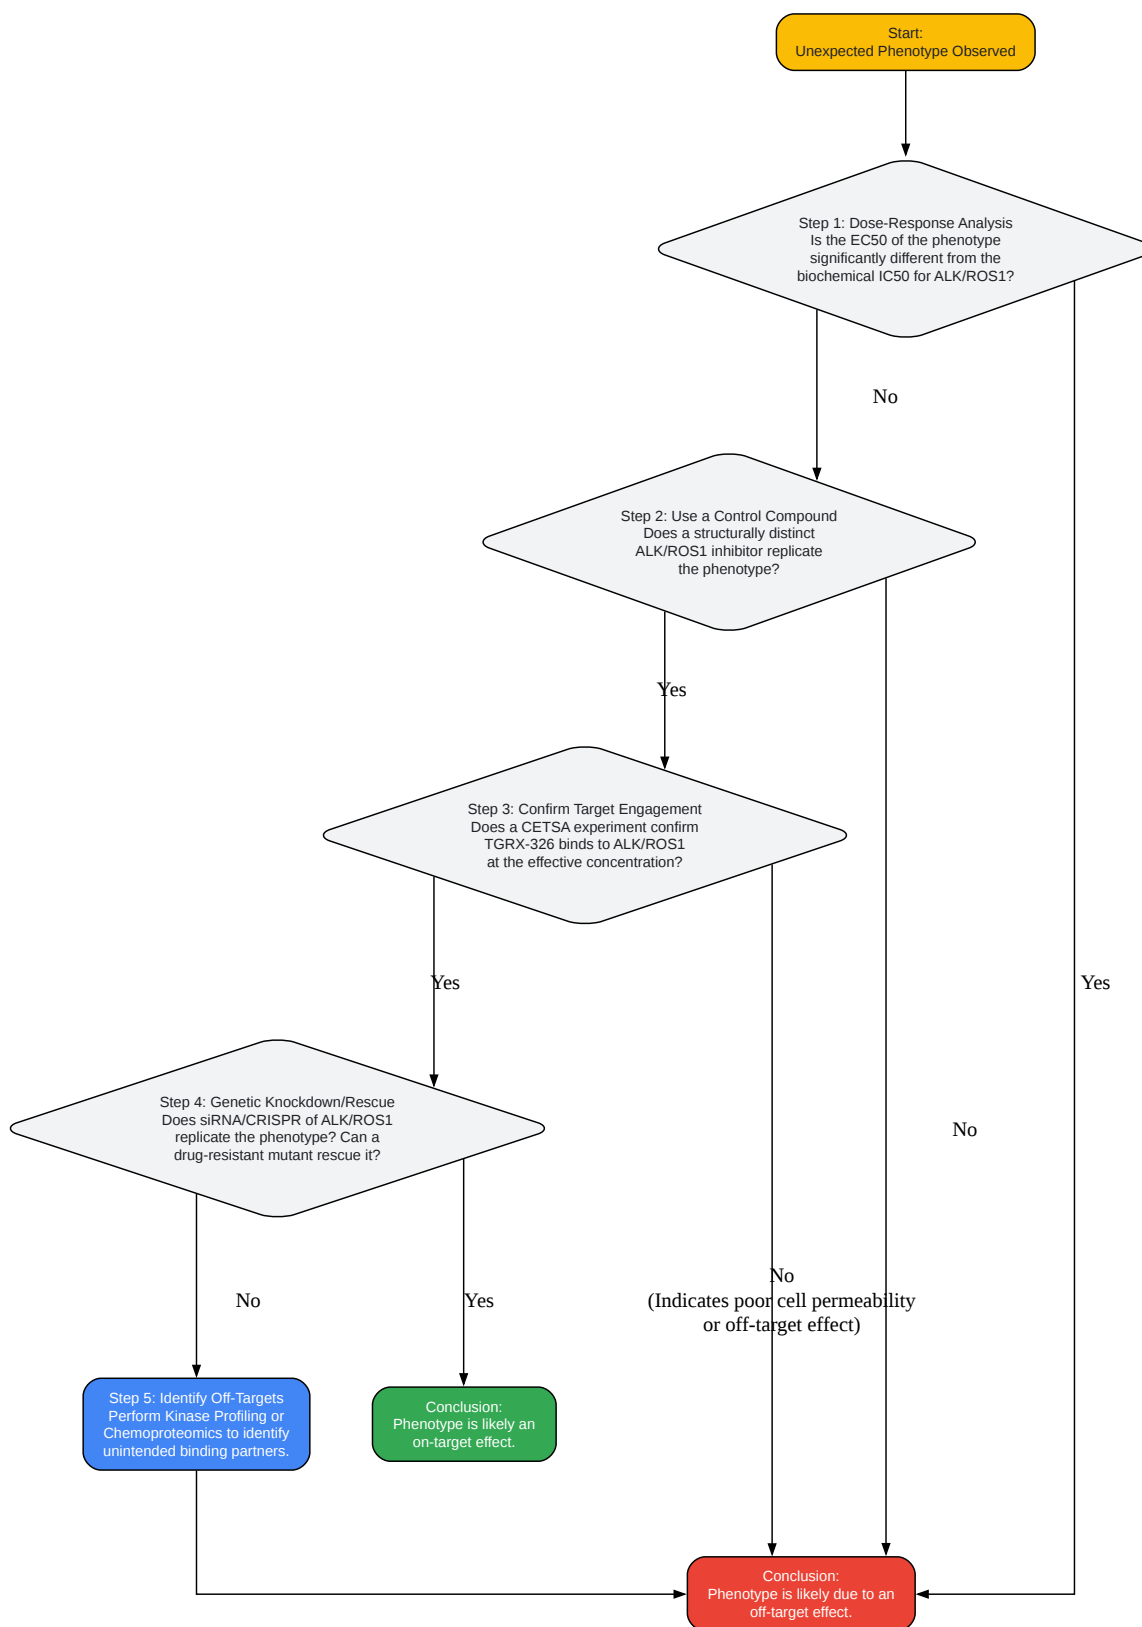 Start:
Unexpected Phenotype Observed
Step 1: Dose-Response Analysis
Is the EC50 of the phenotype
significantly different from the
biochemical IC50 for ALK/ROS1?
No
Step 2: Use a Control Compound
Does a structurally distinct
ALK/ROS1 inhibitor replicate
the phenotype?
Yes
Step 3: Confirm Target Engagement
Does a CETSA experiment confirm
TGRX-326 binds to ALK/ROS1
at the effective concentration?
Yes
Yes
Step 4: Genetic Knockdown/Rescue
Does siRNA/CRISPR of ALK/ROS1
replicate the phenotype? Can a
drug-resistant mutant rescue it?
No
No
Yes
No
(Indicates poor cell permeability
or off-target effect)
Step 5: Identify Off-Targets
Perform Kinase Profiling or
Chemoproteomics to identify
unintended binding partners.
Conclusion:
Phenotype is likely an
on-target effect.
Conclusion:
Phenotype is likely due to an
off-target effect.